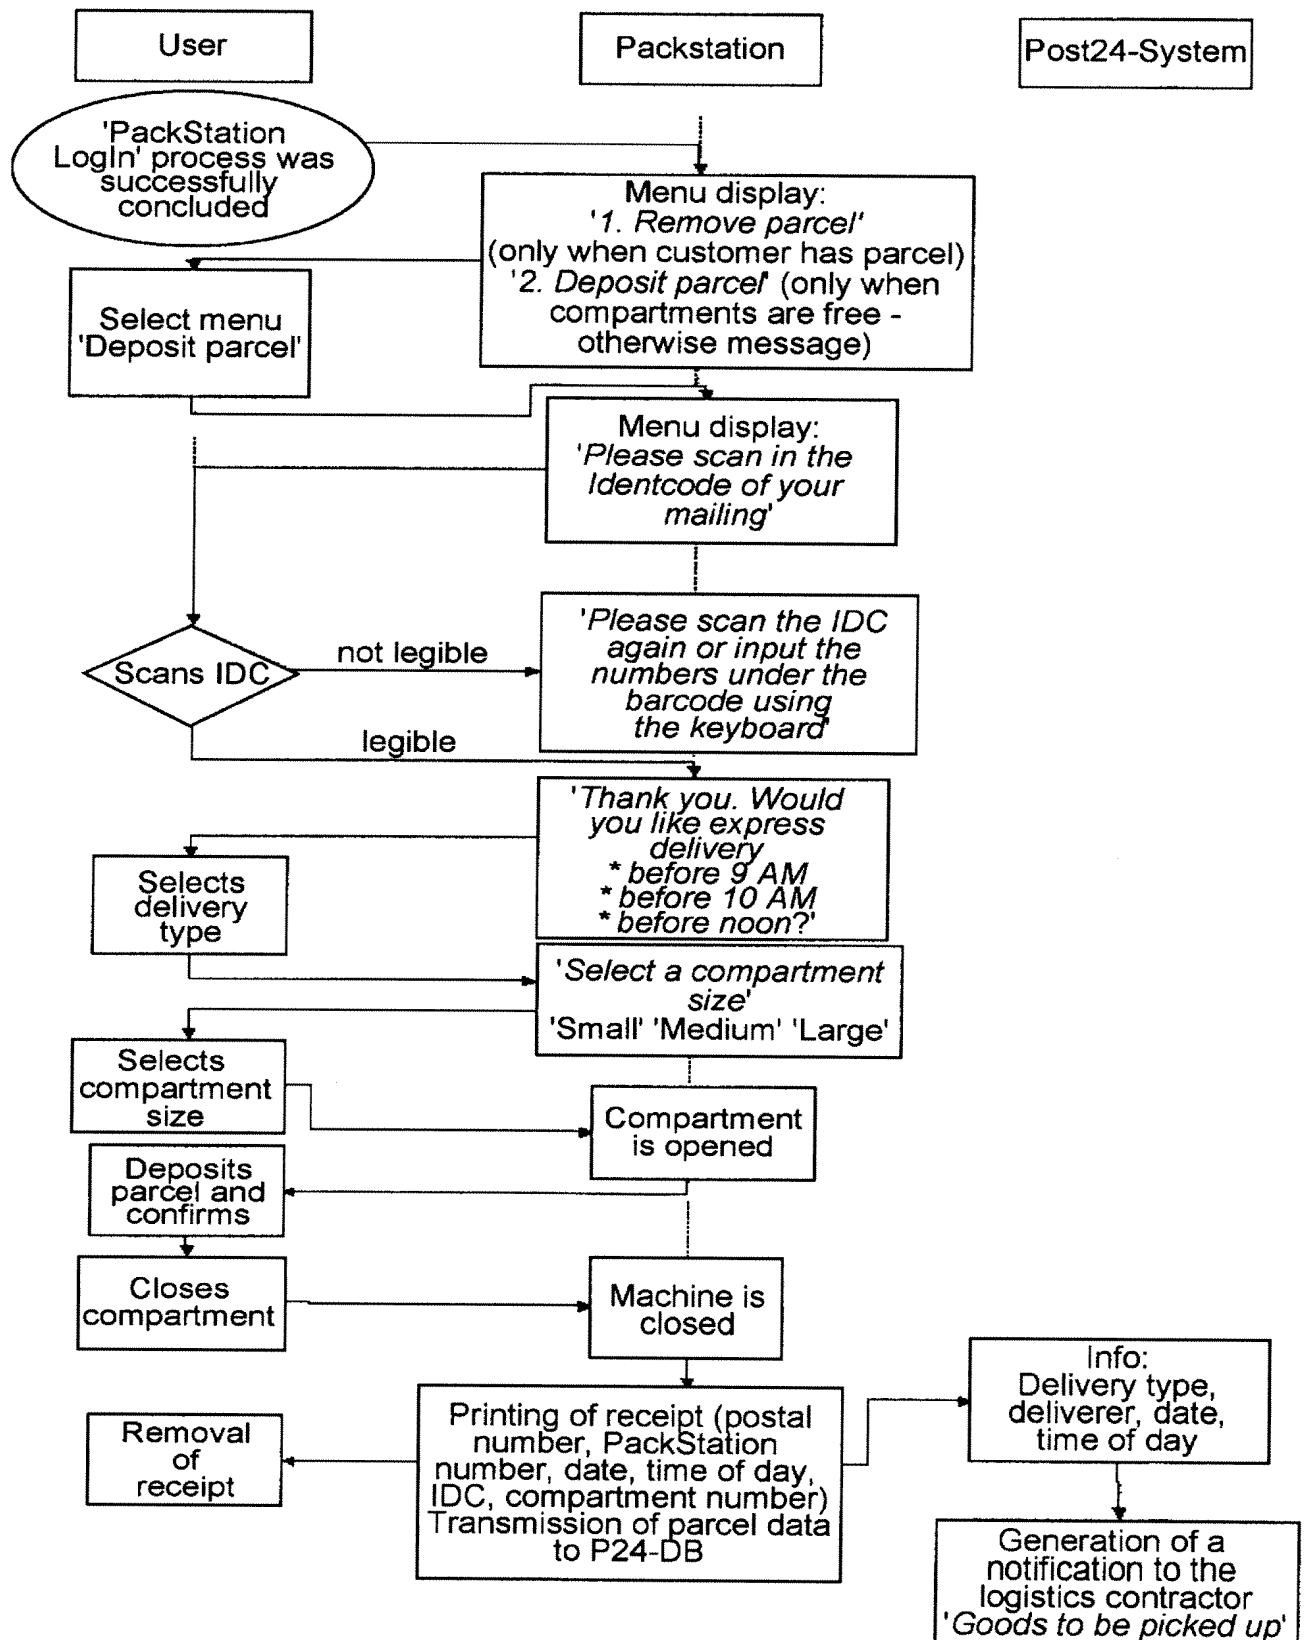 User
Packstation
Post24-System
'PackStation
LogIn' process was
successfully
concluded
Menu display:
'1. Remove parcel'
(only when customer has parcel)
'2. Deposit parcel' (only when
compartments are free -
otherwise message)
Select menu
'Deposit parcel'
Menu display:
'Please scan in the
Identcode of your
mailing'
Scans IDC
not legible
'Please scan the IDC
again or input the
numbers under the
barcode using
the keyboard'
legible
'Thank you. Would
you like express
delivery
* before 9 AM
* before 10 AM
* before noon?'
Selects
delivery
type
'Select a compartment
size'
'Small' 'Medium' 'Large'
Selects
compartment
size
Compartment
is opened
Deposits
parcel and
confirms
Closes
compartment
Machine is
closed
Printing of receipt (postal
number, PackStation
number, date, time of day,
IDC, compartment number)
Transmission of parcel data
to P24-DB
Removal
of
receipt
Info:
Delivery type,
deliverer, date,
time of day
Generation of a
notification to the
logistics contractor
'Goods to be picked up'